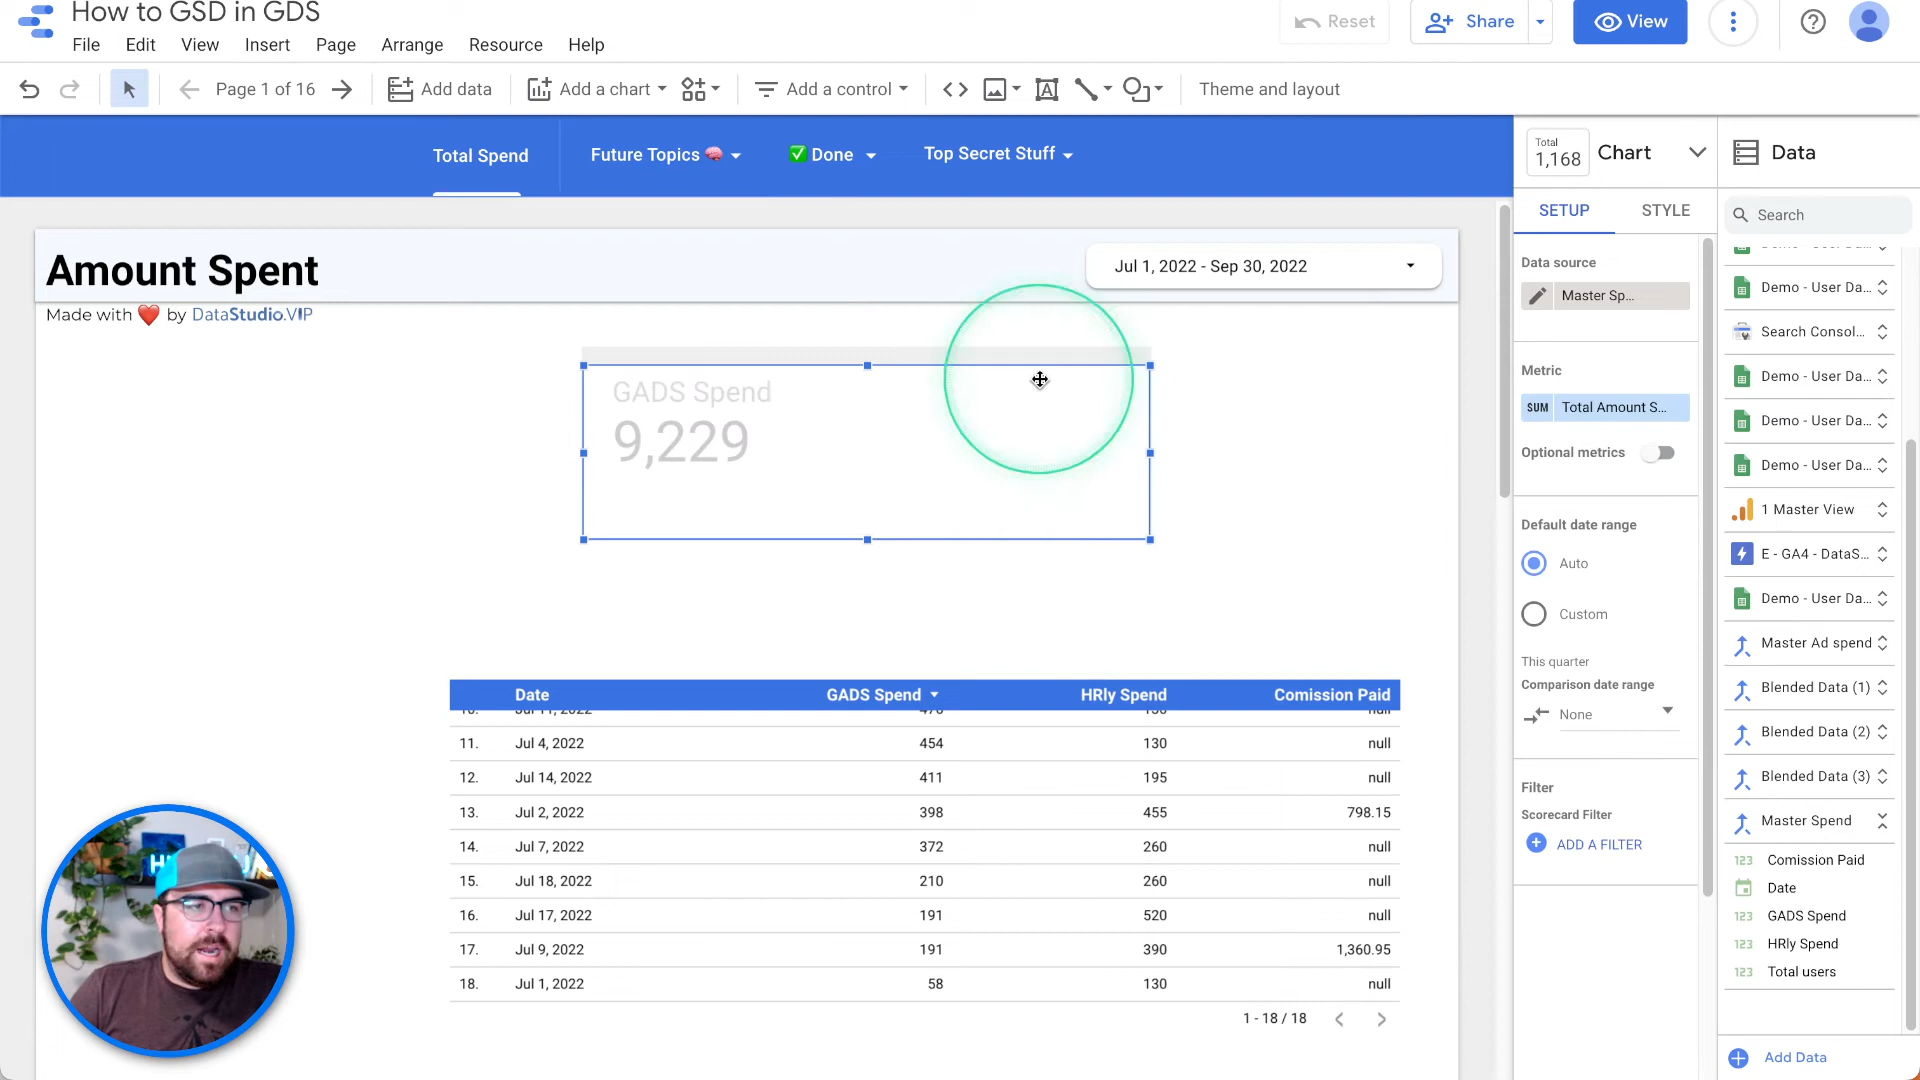 How to GSD in GDS
Reset
Share
View
File Edit View Insert Page Arrange Resource Help
Page 1 of 16
Add data
Add a chart
Add a control
Theme and layout
Total Spend
Future Topics
Done
Top Secret Stuff
Total
1,168
Chart
Data
SETUP
STYLE
Search
Amount Spent
Jul 1, 2022 - Sep 30, 2022
Made with ❤️ by DataStudio.VIP
GADS Spend
9,229
Date GADS Spend HRly Spend Comission Paid
11. Jul 4, 2022 454 130 null
12. Jul 14, 2022 411 195 null
13. Jul 2, 2022 398 455 798.15
14. Jul 7, 2022 372 260 null
15. Jul 18, 2022 210 260 null
16. Jul 17, 2022 191 520 null
17. Jul 9, 2022 191 390 1,360.95
18. Jul 1, 2022 58 130 null
1 - 18 / 18
Data source
Master Sp...
Metric
SUM Total Amount S...
Optional metrics
Default date range
Auto
Custom
This quarter
Comparison date range
None
Filter
Scorecard Filter
ADD A FILTER
Demo - User Da...
Search Consol...
Demo - User Da...
Demo - User Da...
Demo - User Da...
1 Master View
E - GA4 - DataS...
Demo - User Da...
Master Ad spend
Blended Data (1)
Blended Data (2)
Blended Data (3)
Master Spend
123 Comission Paid
Date
123 GADS Spend
123 HRly Spend
123 Total users
Add Data